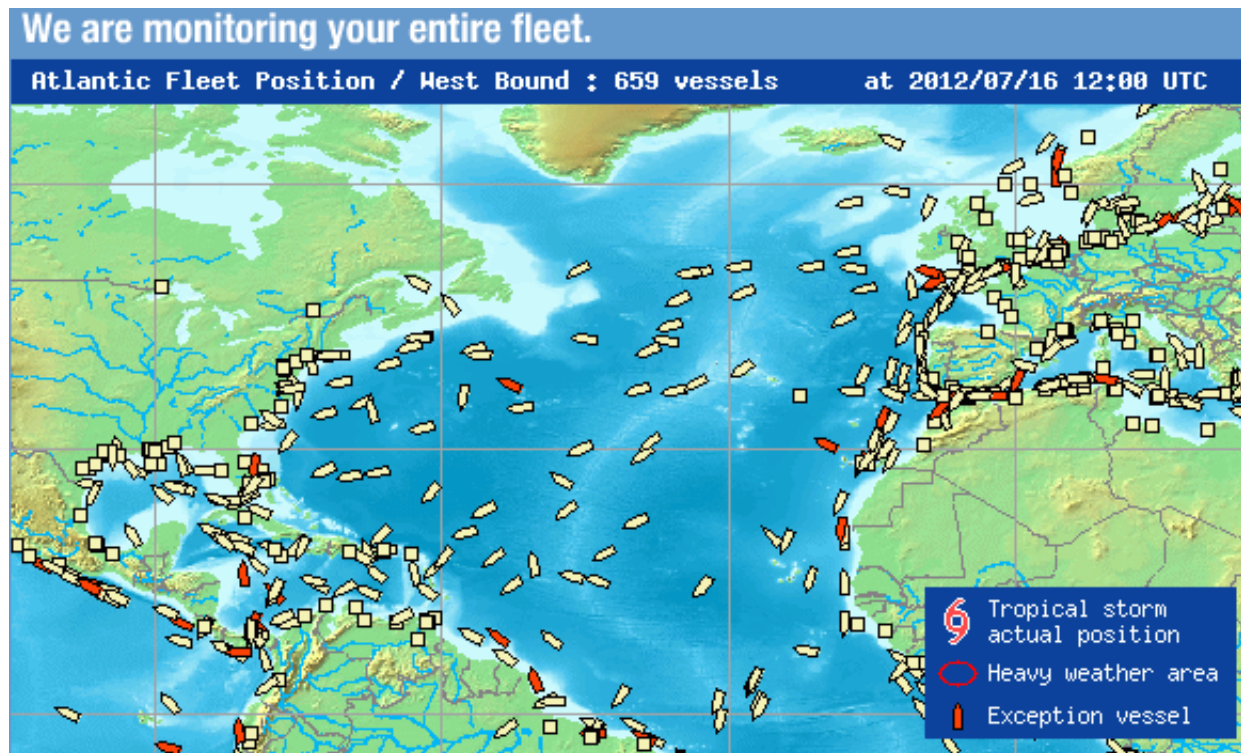 We are monitoring your entire fleet.
Atlantic Fleet Position / West Bound : 659 vessels at 2012/07/16 12:00 UTC
Tropical storm
actual position
Heavy weather area
Exception vessel